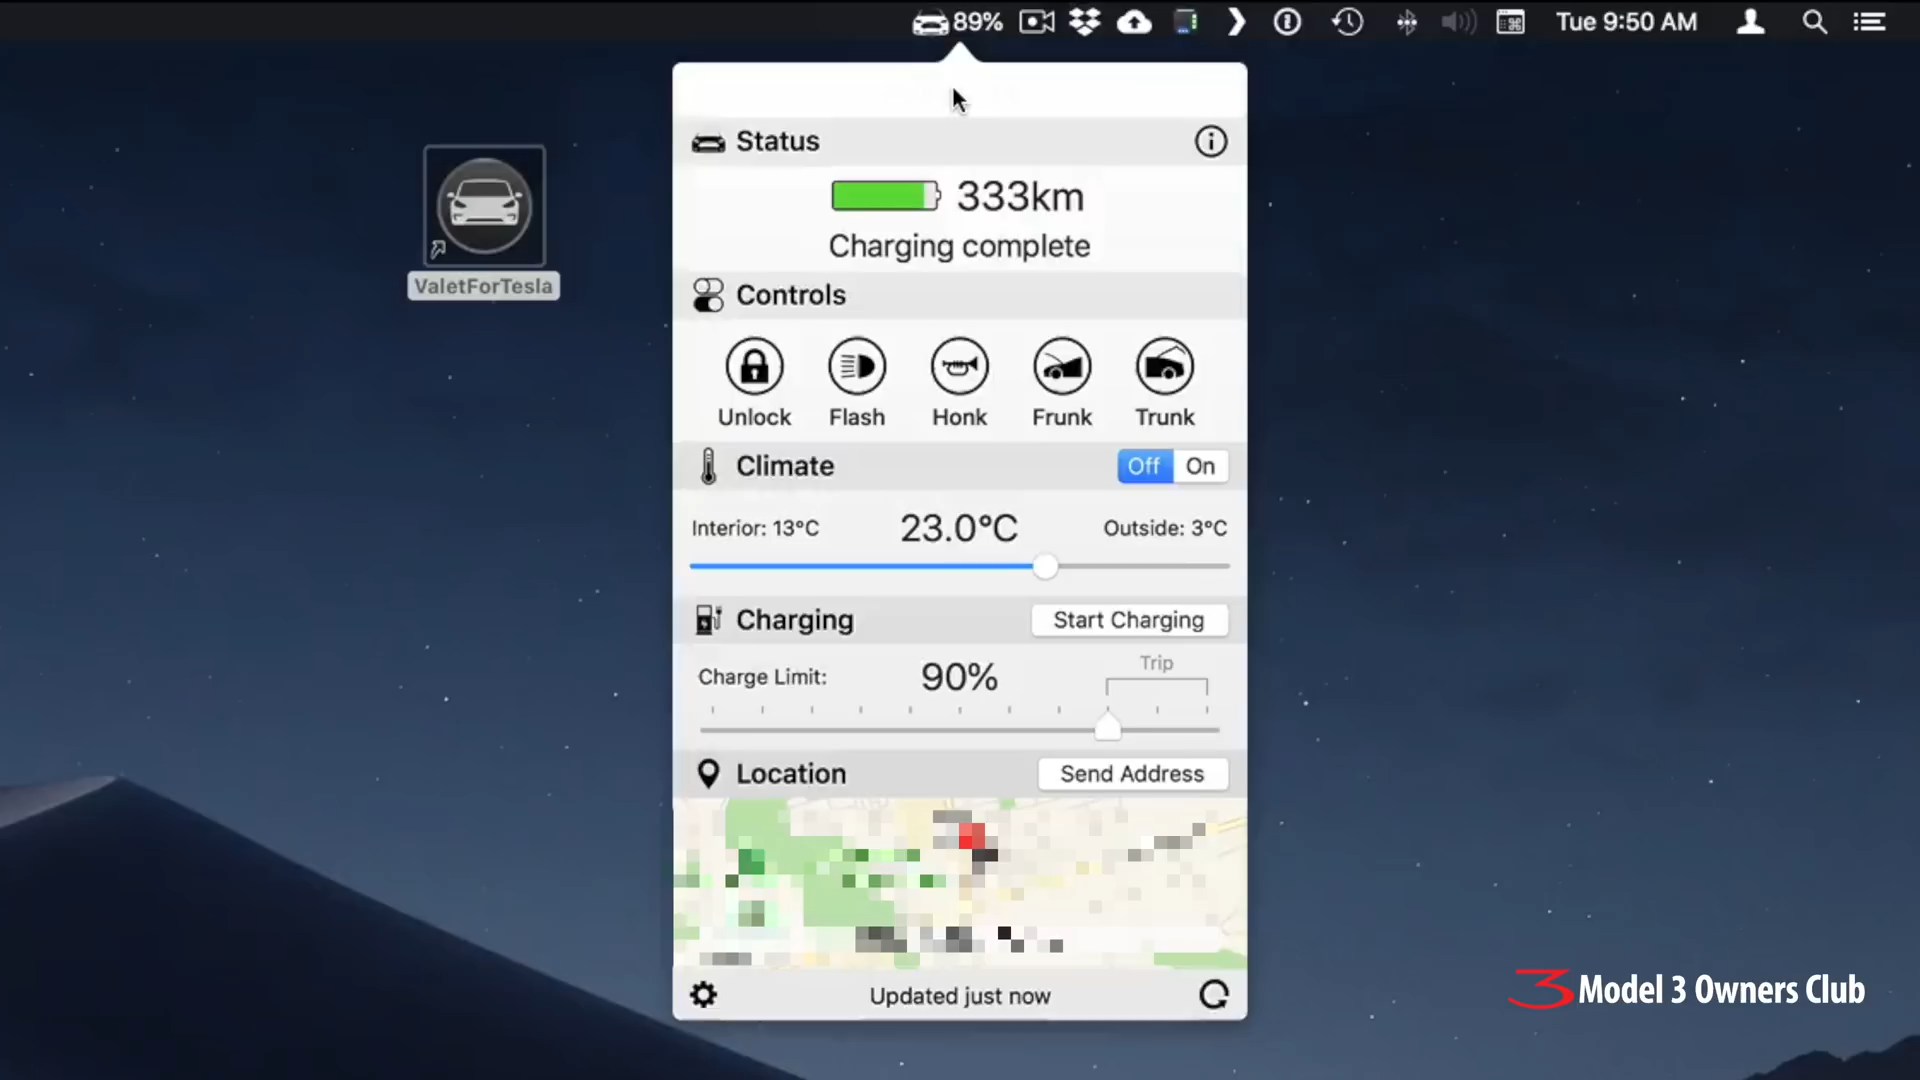 89%
Tue 9:50 AM
Status
333km
Charging complete
ValetForTesla
Controls
Unlock Flash Honk Frunk Trunk
Climate
Off On
Interior: 13°C 23.0°C Outside: 3°C
Charging Start Charging
Trip
Charge Limit: 90%
Location Send Address
Updated just now
3 Model 3 Owners Club